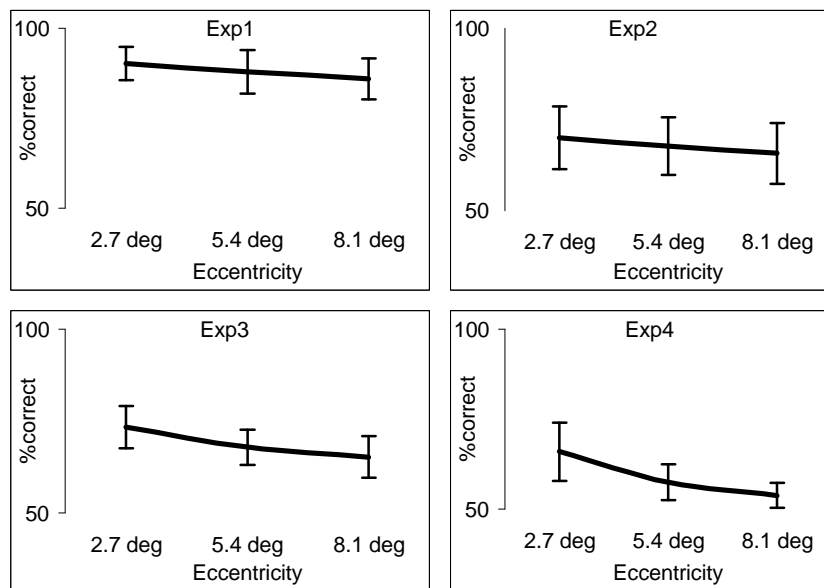 Exp1
100
%correct
50
2.7 deg 5.4 deg 8.1 deg
Eccentricity
Exp2
100
%correct
50
2.7 deg 5.4 deg 8.1 deg
Eccentricity
Exp3
100
%correct
50
2.7 deg 5.4 deg 8.1 deg
Eccentricity
Exp4
100
%correct
50
2.7 deg 5.4 deg 8.1 deg
Eccentricity